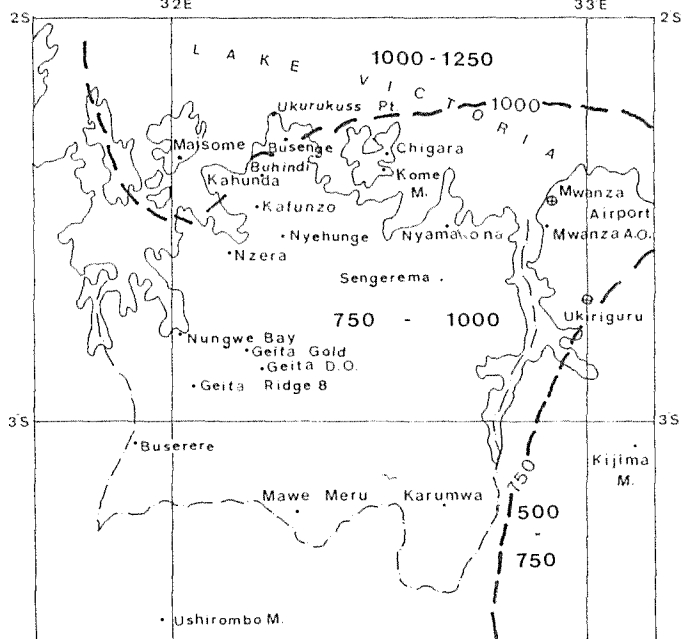 32E 33E
2S 2S
LAKE VICTORIA
1000 - 1250
Ukurukuss Pt.
1000
Majsome
Busenge
Chigara
Buhindi
Kahunda
Kome M.
Mwanza Airport
Kafunzo
Nyehunge
Nyamakona
Mwanza A.O.
Nzera
Sengerema
750 - 1000
Ukiriguru
Nungwe Bay
Geita Gold
Geita D.O.
Geita Ridge 8
3S 3S
Buserere
Kijima M.
750
Mawe Meru
Karumwa
500 - 750
Ushirombo M.